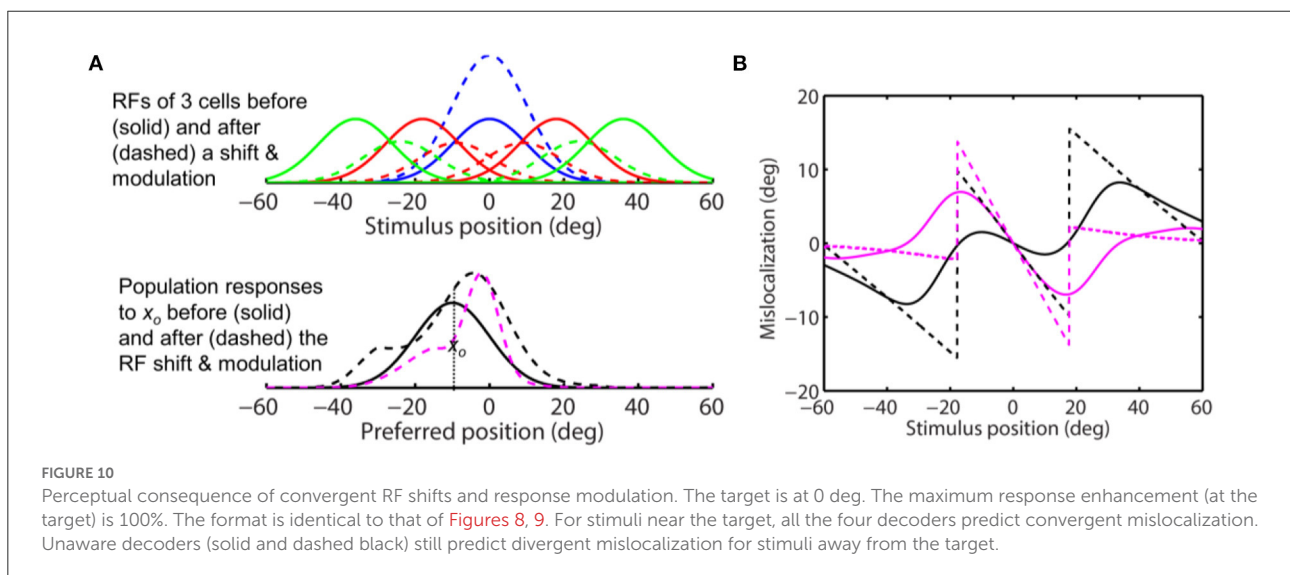 A
RFs of 3 cells before
(solid) and after
(dashed) a shift &
modulation
−60 −40 −20 0 20 40 60
Stimulus position (deg)
Population responses
to xo before (solid)
and after (dashed) the
RF shift & modulation
xo
−60 −40 −20 0 20 40 60
Preferred position (deg)
B
Mislocalization (deg)
20
10
0
−10
−20
−60 −40 −20 0 20 40 60
Stimulus position (deg)
FIGURE 10
Perceptual consequence of convergent RF shifts and response modulation. The target is at 0 deg. The maximum response enhancement (at the
target) is 100%. The format is identical to that of Figures 8, 9. For stimuli near the target, all the four decoders predict convergent mislocalization.
Unaware decoders (solid and dashed black) still predict divergent mislocalization for stimuli away from the target.